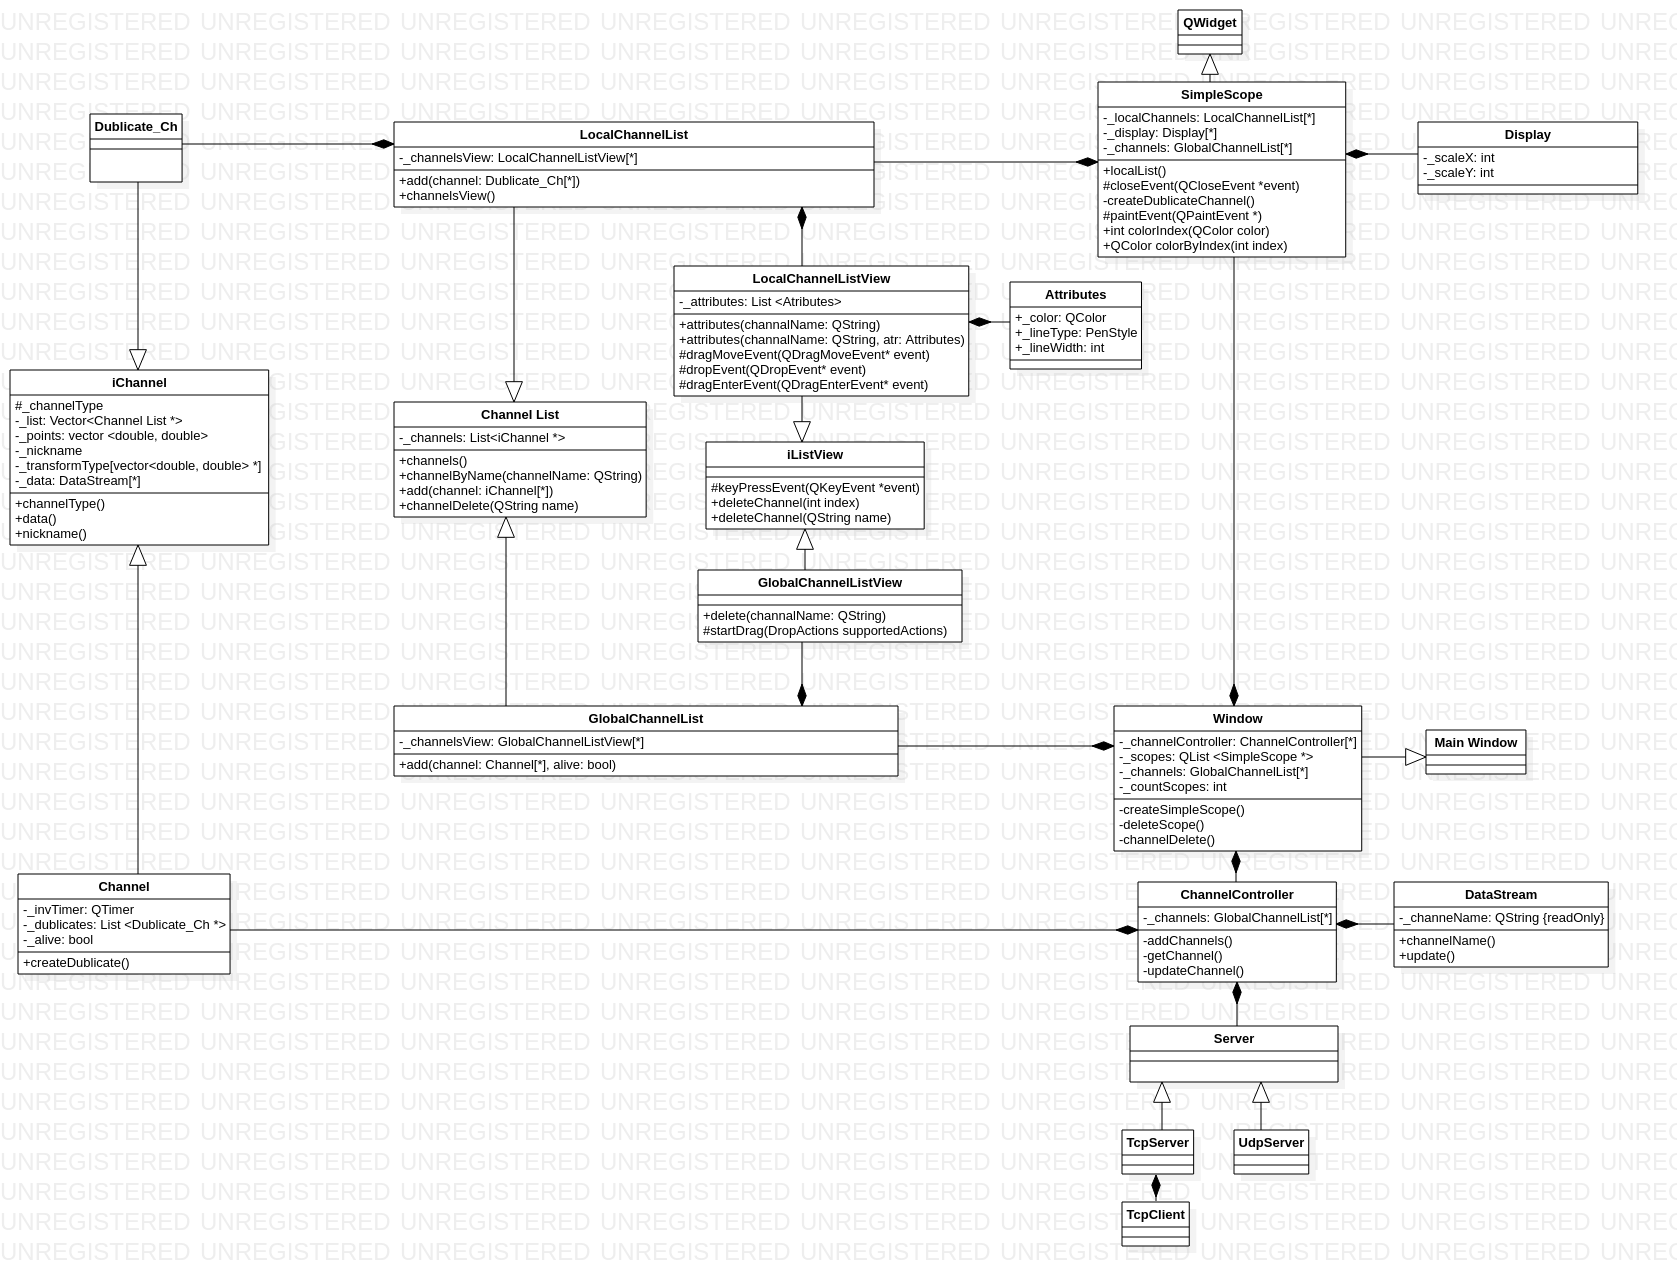 QWidget
SimpleScope
-_localChannels: LocalChannelList[*]
-_display: Display[*]
-_channels: GlobalChannelList[*]
+localList()
#closeEvent(QCloseEvent *event)
-createDublicateChannel()
#paintEvent(QPaintEvent *)
+int colorIndex(QColor color)
+QColor colorByIndex(int index)
Display
-_scaleX: int
-_scaleY: int
Dublicate_Ch
LocalChannelList
-_channelsView: LocalChannelListView[*]
+add(channel: Dublicate_Ch[*])
+channelsView()
LocalChannelListView
-_attributes: List <Atributes>
+attributes(channalName: QString)
+attributes(channalName: QString, atr: Attributes)
#dragMoveEvent(QDragMoveEvent* event)
#dropEvent(QDropEvent* event)
#dragEnterEvent(QDragEnterEvent* event)
Attributes
+_color: QColor
+_lineType: PenStyle
+_lineWidth: int
iChannel
#_channelType
-_list: Vector<Channel List *>
-_points: vector <double, double>
-_nickname
-_transformType[vector<double, double> *]
-_data: DataStream[*]
+channelType()
+data()
+nickname()
Channel List
-_channels: List<iChannel *>
+channels()
+channelByName(channelName: QString)
+add(channel: iChannel[*])
+channelDelete(QString name)
iListView
#keyPressEvent(QKeyEvent *event)
+deleteChannel(int index)
+deleteChannel(QString name)
GlobalChannelListView
+delete(channalName: QString)
#startDrag(DropActions supportedActions)
GlobalChannelList
-_channelsView: GlobalChannelListView[*]
+add(channel: Channel[*], alive: bool)
Window
-_channelController: ChannelController[*]
-_scopes: QList <SimpleScope *>
-_channels: GlobalChannelList[*]
-_countScopes: int
-createSimpleScope()
-deleteScope()
-channelDelete()
Main Window
Channel
-_invTimer: QTimer
-_dublicates: List <Dublicate_Ch *>
-_alive: bool
+createDublicate()
ChannelController
-_channels: GlobalChannelList[*]
-addChannels()
-getChannel()
-updateChannel()
DataStream
-_channeName: QString {readOnly}
+channelName()
+update()
Server
TcpServer
UdpServer
TcpClient